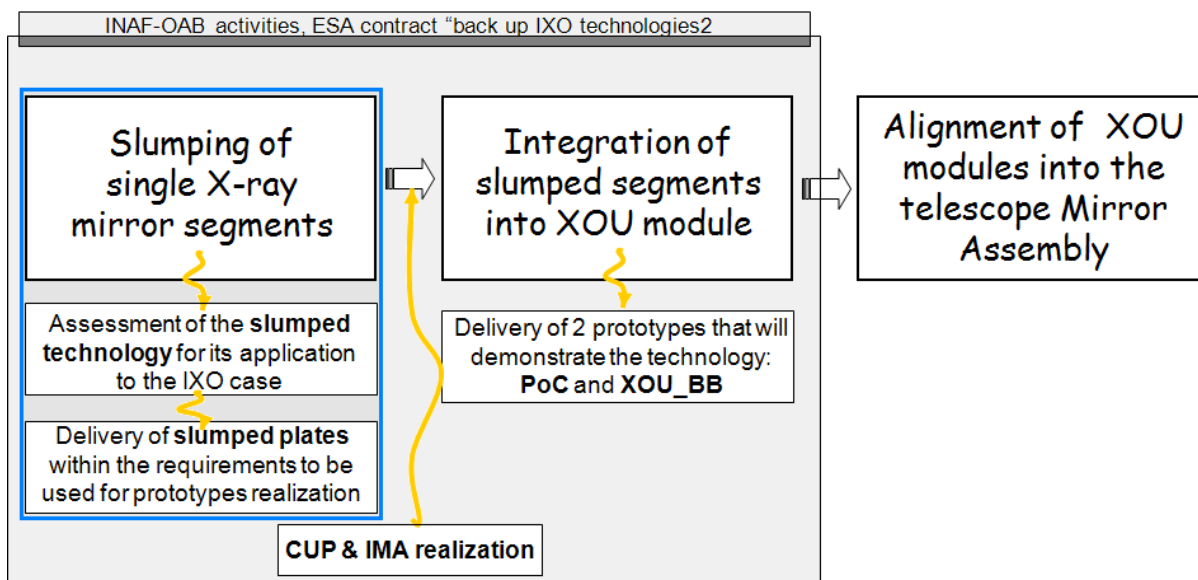 INAF-OAB activities, ESA contract “back up IXO technologies2
Slumping of
single X-ray
mirror segments
Integration of
slumped segments
into XOU module
Alignment of XOU
modules into the
telescope Mirror
Assembly
Assessment of the slumped
technology for its application
to the IXO case
Delivery of 2 prototypes that will
demonstrate the technology:
PoC and XOU_BB
Delivery of slumped plates
within the requirements to be
used for prototypes realization
CUP & IMA realization